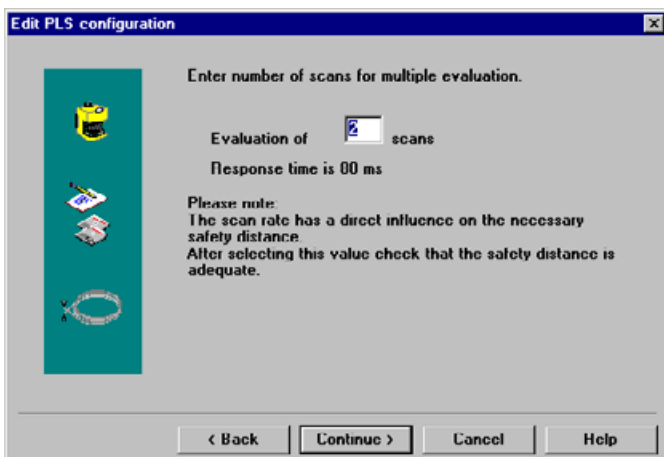 Edit PLS configuration
Enter number of scans for multiple evaluation.
Evaluation of 2 scans
Response time is 80 ms
Please note:
The scan rate has a direct influence on the necessary
safety distance.
After selecting this value check that the safety distance is
adequate.
< Back Continue > Cancel Help